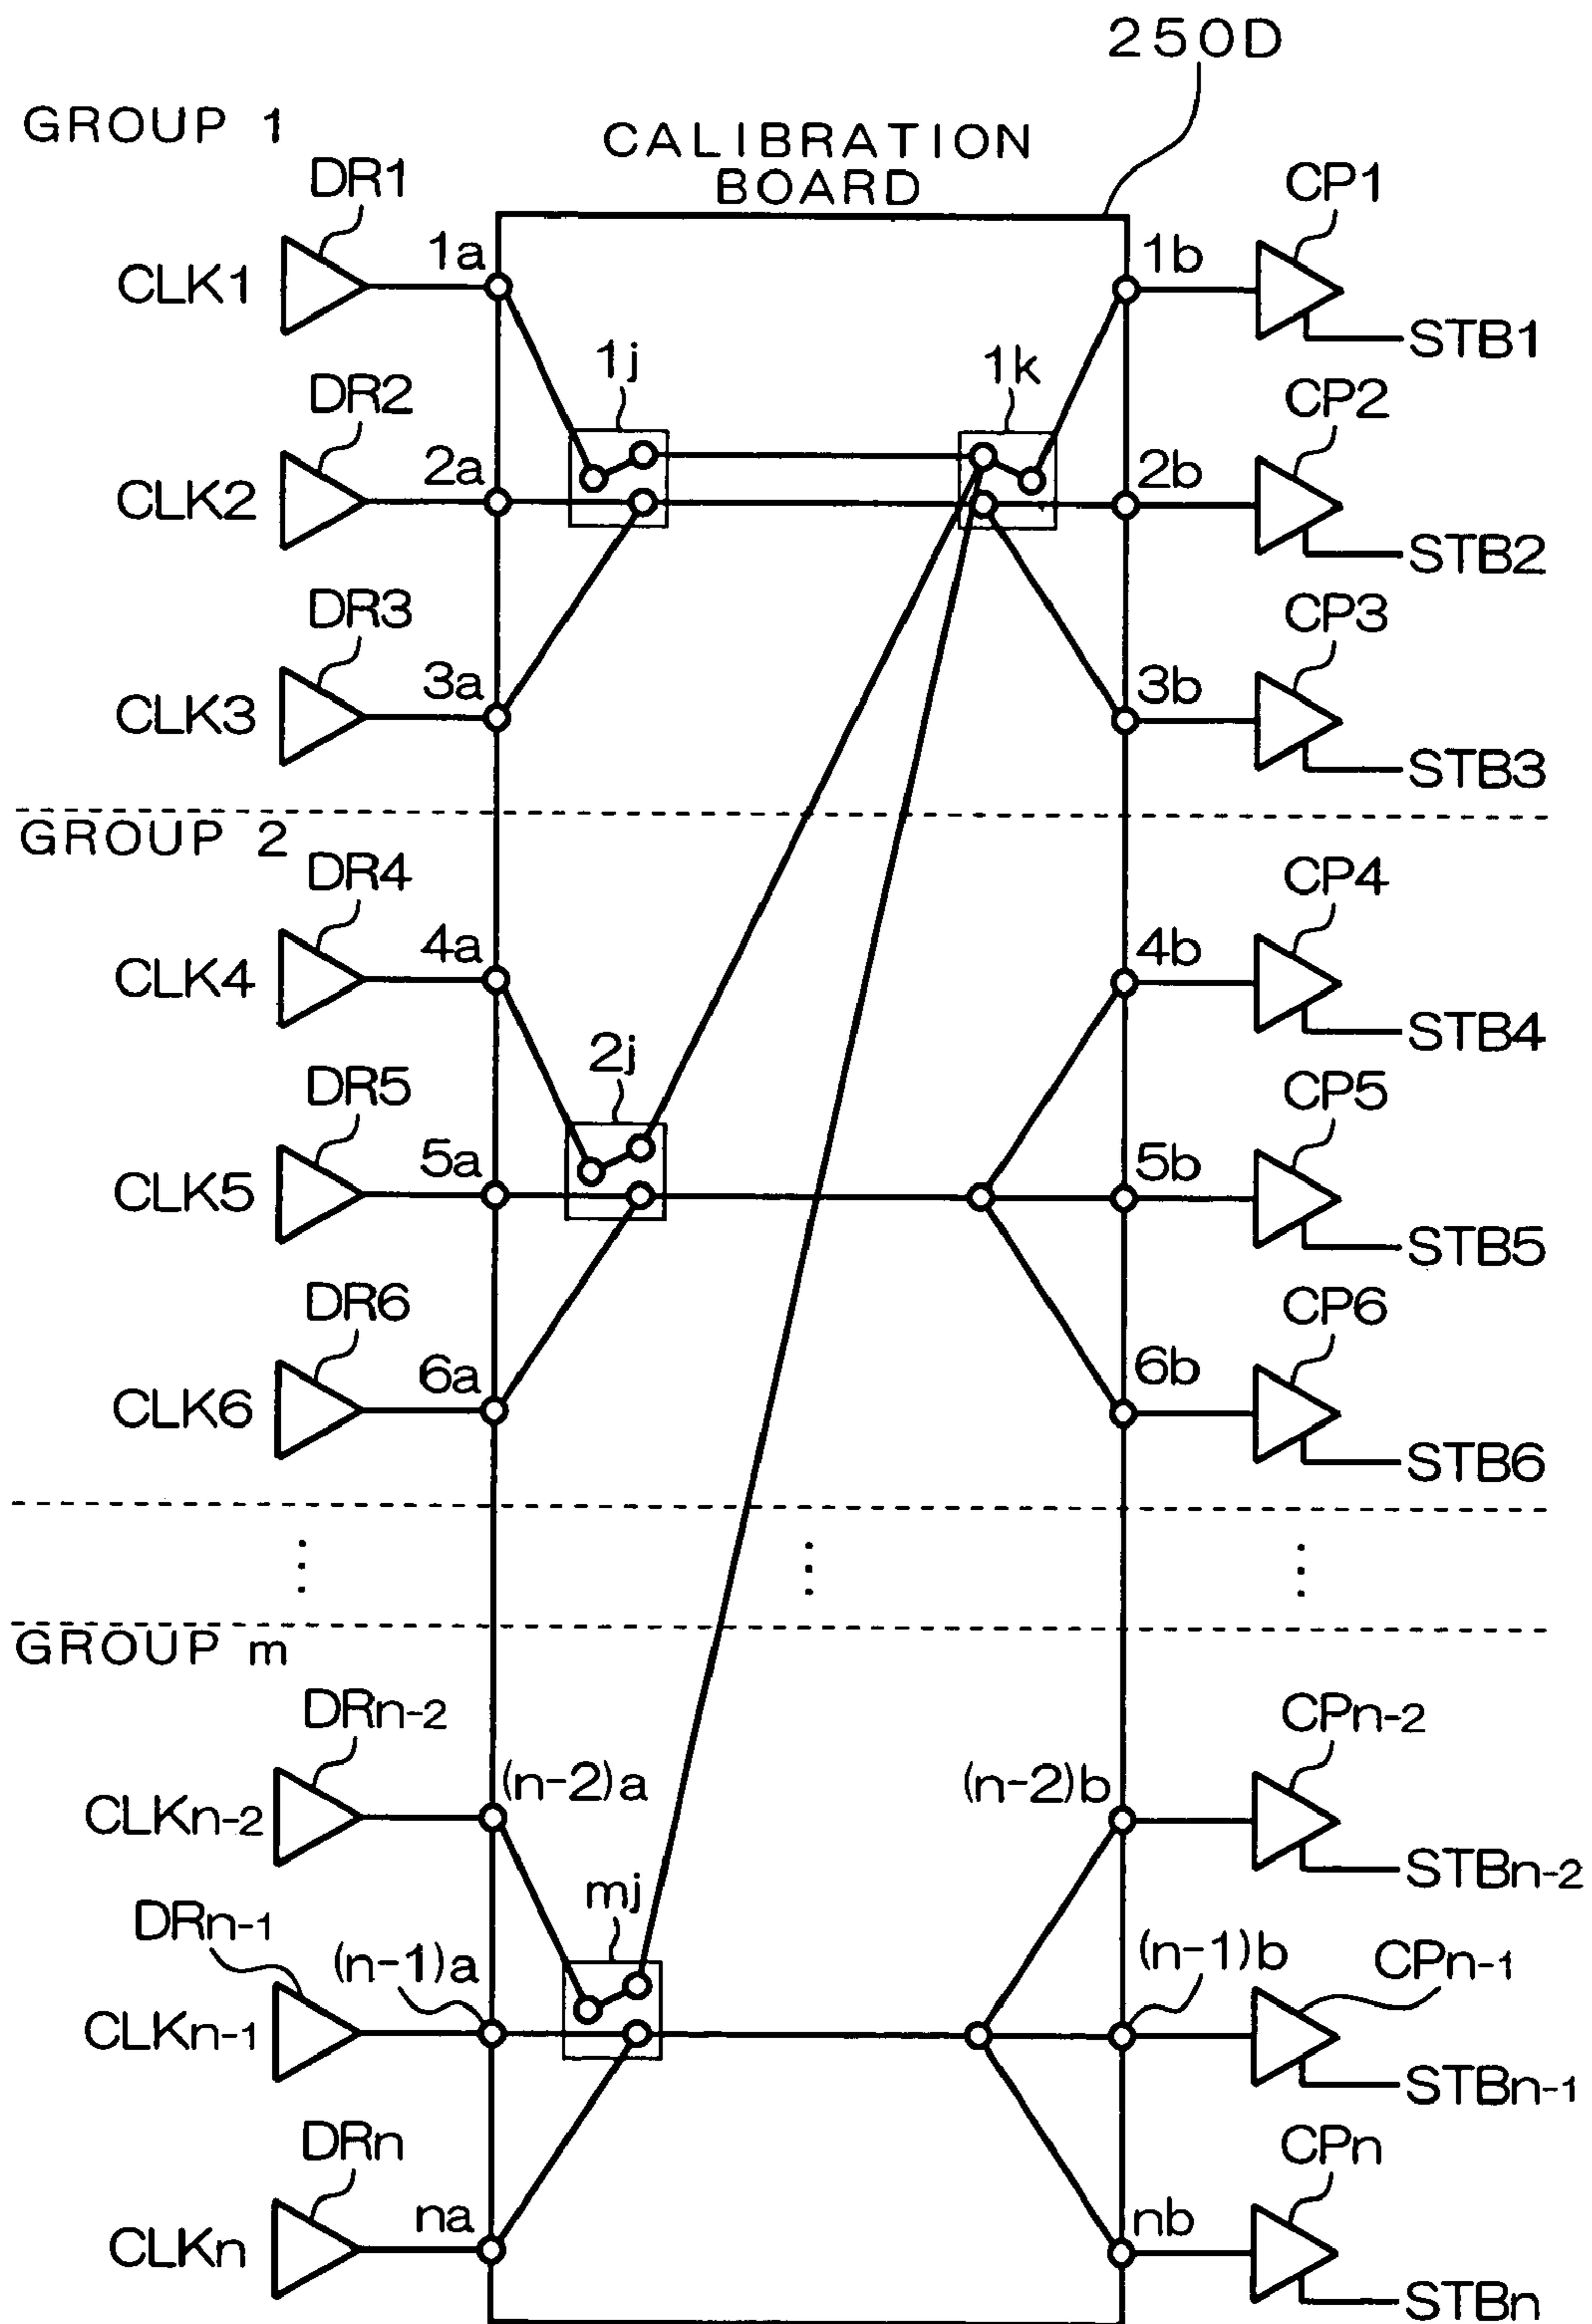 250D
GROUP 1
CALIBRATION
BOARD
DR1
CP1
1a
1b
CLK1
STB1
1j
1k
DR2
CP2
2a
2b
CLK2
STB2
DR3
CP3
3a
3b
CLK3
STB3
GROUP 2
DR4
CP4
4a
4b
CLK4
STB4
2j
DR5
CP5
5a
5b
CLK5
STB5
DR6
CP6
6a
6b
CLK6
STB6
GROUP m
DRn-2
CPn-2
(n-2)a
(n-2)b
CLKn-2
STBn-2
mj
DRn-1
CPn-1
(n-1)a
(n-1)b
CLKn-1
STBn-1
DRn
CPn
na
nb
CLKn
STBn